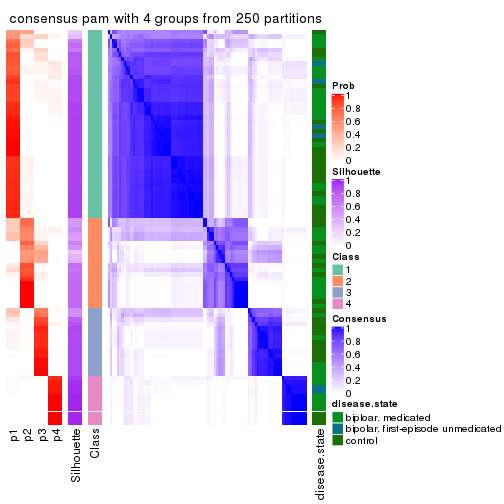 consensus pam with 4 groups from 250 partitions
Prob
1
0.8
0.6
0.4
0.2
0
Silhouette
1
0.8
0.6
0.4
0.2
0
Class
1
2
3
4
Consensus
1
0.8
0.6
0.4
0.2
0
disease.state
biploar, medicated
bipolar, first-episode unmedicated
control
p1
p2
p3
p4
Silhouette
Class
disease.state